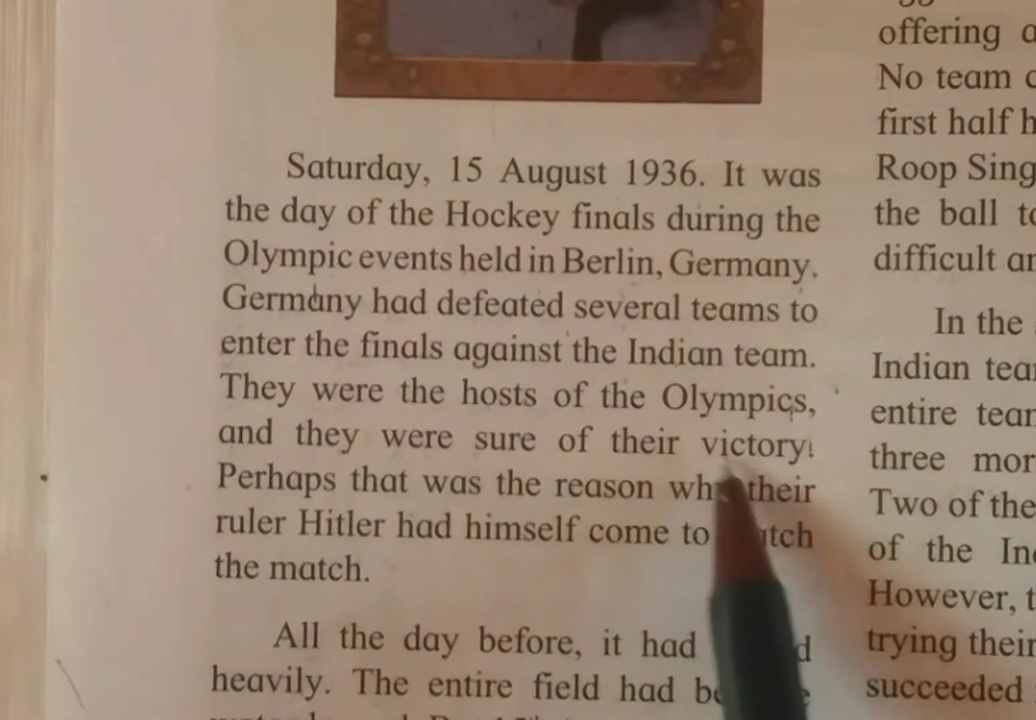 Saturday, 15 August 1936. It was
the day of the Hockey finals during the
Olympic events held in Berlin, Germany.
Germany had defeated several teams to
enter the finals against the Indian team.
They were the hosts of the Olympics,
and they were sure of their victory.
Perhaps that was the reason why their
ruler Hitler had himself come to
the match.
All the day before, it had
heavily. The entire field had
offering
No team
first half
Roop
the ball
difficult
In the
Indian
entire
three
Two of the
of the
However,
trying their
succeeded